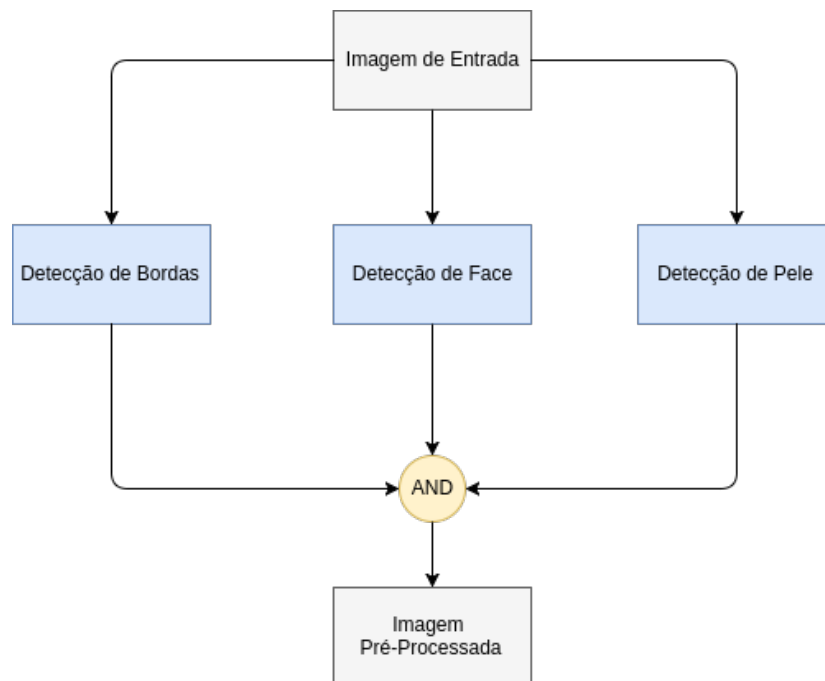 Imagem de Entrada
Detecção de Bordas
Detecção de Face
Detecção de Pele
AND
Imagem
Pré-Processada